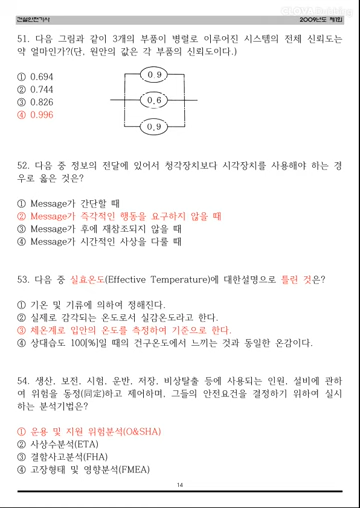 건설안전기사
2009년도 제1회
51. 다음 그림과 같이 3개의 부품이 병렬로 이루어진 시스템의 전체 신뢰도는
약 얼마인가?(단, 원안의 값은 각 부품의 신뢰도이다.)
① 0.694
② 0.744
③ 0.826
④ 0.996
0.9
0.6
0.9
52. 다음 중 정보의 전달에 있어서 청각장치보다 시각장치를 사용해야 하는 경
우로 옳은 것은?
① Message가 간단할 때
② Message가 즉각적인 행동을 요구하지 않을 때
③ Message가 후에 재참조되지 않을 때
④ Message가 시간적인 사상을 다룰 때
53. 다음 중 실효온도(Effective Temperature)에 대한설명으로 틀린 것은?
① 기온 및 기류에 의하여 정해진다.
② 실제로 감각되는 온도로서 실감온도라고 한다.
③ 체온계로 입안의 온도를 측정하여 기준으로 한다.
④ 상대습도 100[%]일 때의 건구온도에서 느끼는 것과 동일한 온감이다.
54. 생산, 보전, 시험, 운반, 저장, 비상탈출 등에 사용되는 인원, 설비에 관하
여 위험을 동정(同定)하고 제어하며, 그들의 안전요건을 결정하기 위하여 실시
하는 분석기법은?
① 운용 및 지원 위험분석(O&SHA)
② 사상수분석(ETA)
③ 결함사고분석(FHA)
④ 고장형태 및 영향분석(FMEA)
14